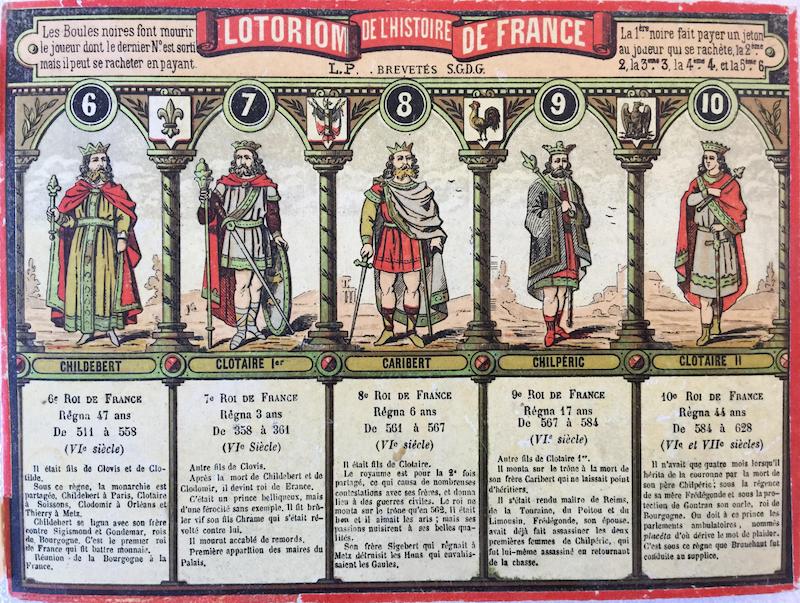 Les Boules noires font mourir
le joueur dont le dernier N° est sorti
mais il peut se racheter en payant.
LOTORIOM DE L'HISTOIRE DE FRANCE
L.P. . BREVETÉS S.G.D.G.
La 1ère fait payer un jeton
au joueur qui se rachète, la 2ème
2, la 3ème 3, la 4ème 4, et la 5ème 6
6
7
8
9
10
CHILDEBERT
CLOTAIRE Ier
CARIBERT
CHILPÉRIC
CLOTAIRE II
6e ROI DE FRANCE
Régna 47 ans
De 511 à 558
(VIe siècle)
Il était fils de Clovis et de Clo-
tilde.
Sous ce règne, la monarchie est
partagée, Childebert à Paris, Clotaire
à Soissons, Clodomir à Orléans et
Thierry à Metz.
Childebert se ligna avec son frère
contre Sigismond et Gondemar, rois
de Bourgogne. C'est le premier roi
de France qui fit battre monnaie.
Réunion de la Bourgogne à la
France.
7e ROI DE FRANCE
Régna 3 ans
De 358 à 361
(VIe Siècle)
Autre fils de Clovis.
Après la mort de Childebert et de
Clodomir, il devint roi de France.
C'était un prince belliqueux, mais
d'une férocité sans exemple. Il fit brû-
ler vif son fils Chrame qui s'était ré-
volté contre lui.
Il mourut accablé de remords.
Première apparition des maires du
Palais.
8e ROI DE FRANCE
Régna 6 ans
De 561 à 567
(VIe siècle)
Il était fils de Clotaire.
Le royaume est pour la 2e fois
partagé, ce qui causa de nombreuses
contestations avec ses frères, et donna
lieu à des guerres civiles. Le roi ne
monta sur le trône qu'en 562. Il était
bon et il aimait les arts ; mais ses
passions nuisirent à ses belles qua-
lités.
Son frère Sigebert qui régnait à
Metz détruisit les Huns qui envahis-
saient les Gaules.
9e ROI DE FRANCE
Régna 17 ans
De 567 à 584
(VIe siècle)
Autre fils de Clotaire 1er.
Il monta sur le trône à la mort de
son frère Caribert qui ne laissait point
d'héritiers.
Il s'était rendu maître de Reims,
de la Touraine, du Poitou et du
Limousin. Frédégonde, son épouse,
avait déjà fait assassiner les deux
premières femmes de Chilpéric, qui
fut lui-même assassiné en retournant
de la chasse.
10e ROI DE FRANCE
Régna 44 ans
De 584 à 628
(VIe et VIIe siècles)
Il n'avait que quatre mois lorsqu'il
hérita de la couronne par la mort de
son père Chilpéric; sous la régence
de sa mère Frédégonde et sous la pro-
tection de Gontran son oncle, roi de
Bourgogne. On doit à ce prince les
parlements ambulatoires, nommés
placéta d'où dérive le mot de plaider.
C'est sous ce règne que Brunehaut fut
conduite au supplice.